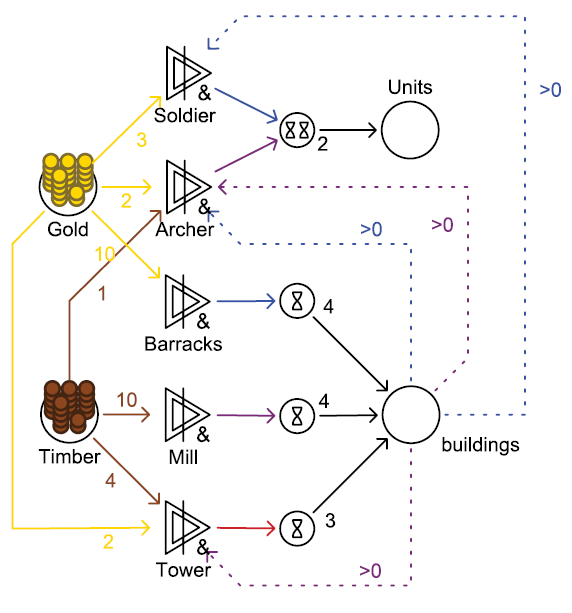 &
Soldier
Units
>0
3
2
Gold
2
&
Archer
>0
>0
10
1
&
Barracks
4
Timber
10
&
Mill
4
buildings
4
2
&
Tower
3
>0